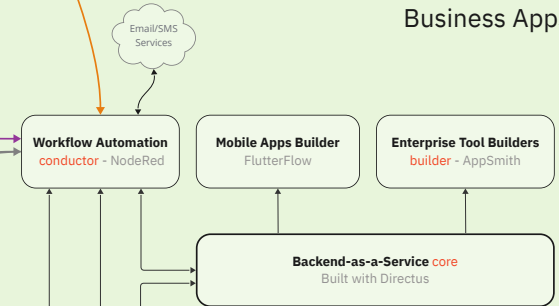 Business App
Email/SMS
Services
Workflow Automation
conductor - NodeRed
Mobile Apps Builder
FlutterFlow
Enterprise Tool Builders
builder - AppSmith
Backend-as-a-Service core
Built with Directus